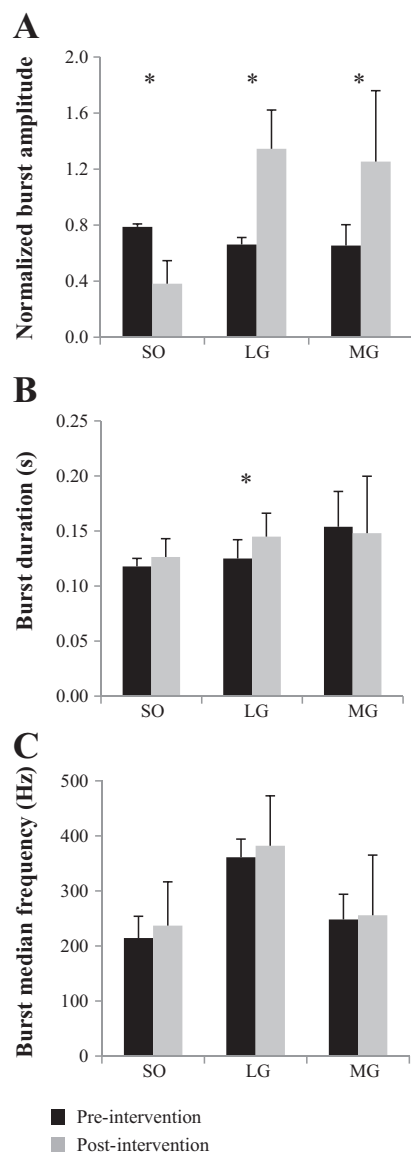 A
Normalized burst amplitude
2.0
1.6
1.2
0.8
0.4
0.0
* * *
SO LG MG
B
Burst duration (s)
0.25
0.20
0.15
0.10
0.05
0.00
*
SO LG MG
C
Burst median frequency (Hz)
500
400
300
200
100
0
SO LG MG
Pre-intervention
Post-intervention